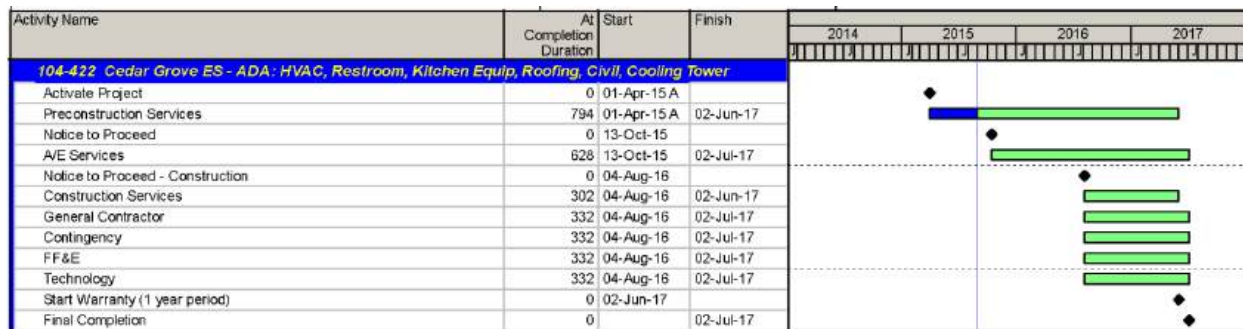 Activity Name At Completion Duration Start Finish
2014 2015 2016 2017
J J J J J J J
104-422 Cedar Grove ES - ADA: HVAC, Restroom, Kitchen Equip, Roofing, Civil, Cooling Tower
Activate Project 0 01-Apr-15 A
Preconstruction Services 794 01-Apr-15 A 02-Jun-17
Notice to Proceed 0 13-Oct-15
A/E Services 628 13-Oct-15 02-Jul-17
Notice to Proceed - Construction 0 04-Aug-16
Construction Services 302 04-Aug-16 02-Jun-17
General Contractor 332 04-Aug-16 02-Jul-17
Contingency 332 04-Aug-16 02-Jul-17
FF&E 332 04-Aug-16 02-Jul-17
Technology 332 04-Aug-16 02-Jul-17
Start Warranty (1 year period) 0 02-Jun-17
Final Completion 0 02-Jul-17